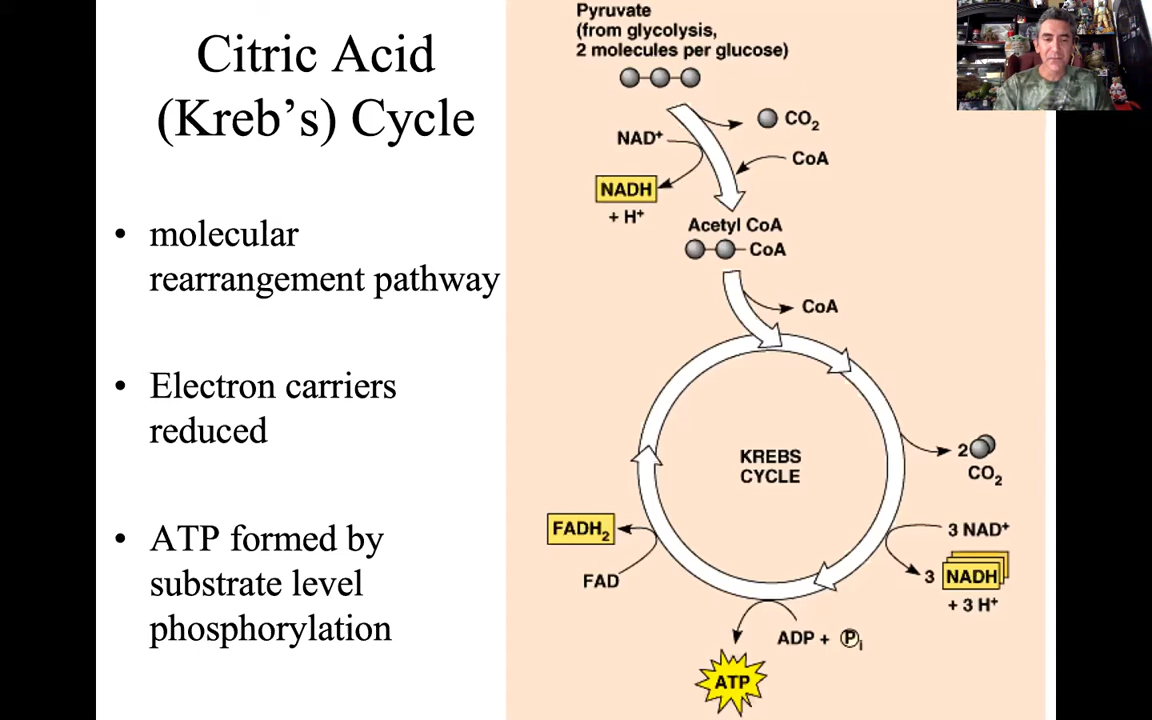 Citric Acid
(Kreb’s) Cycle
• molecular
rearrangement pathway
• Electron carriers
reduced
• ATP formed by
substrate level
phosphorylation
Pyruvate
(from glycolysis,
2 molecules per glucose)
CO₂
NAD⁺
CoA
NADH
+ H⁺
Acetyl CoA
CoA
CoA
KREBS
CYCLE
2
CO₂
FADH₂
3 NAD⁺
FAD
3 NADH
+ 3 H⁺
ADP + Pᵢ
ATP